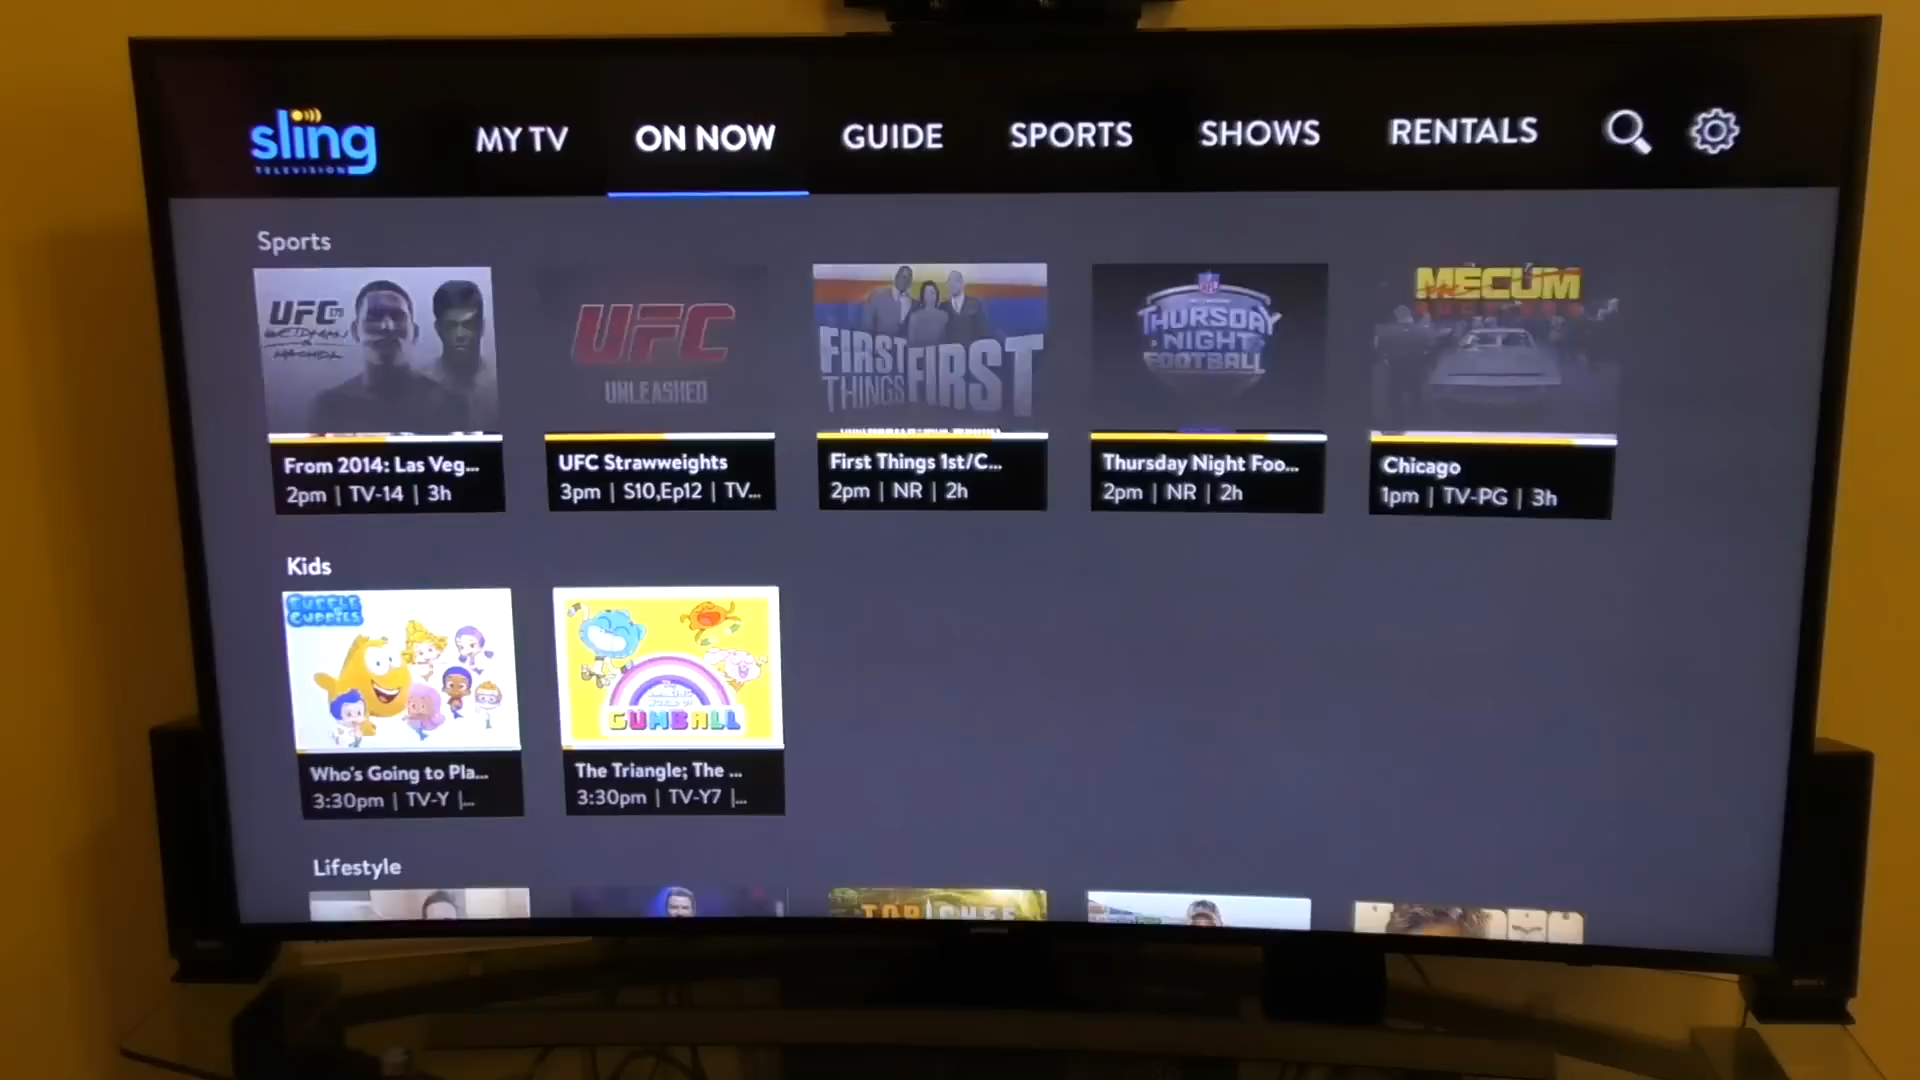 sling
TELEVISION
MY TV
ON NOW
GUIDE
SPORTS
SHOWS
RENTALS
Sports
UFC
UFC
UNLEASHED
FIRST
THINGS FIRST
THURSDAY
NIGHT
FOOTBALL
MECUM
From 2014: Las Veg...
2pm | TV-14 | 3h
UFC Strawweights
3pm | S10,Ep12 | TV...
First Things 1st/C...
2pm | NR | 2h
Thursday Night Foo...
2pm | NR | 2h
Chicago
1pm | TV-PG | 3h
Kids
BUBBLE
GUPPIES
GUMBALL
Who's Going to Pla...
3:30pm | TV-Y |...
The Triangle; The ...
3:30pm | TV-Y7 |...
Lifestyle
TOP CHEF